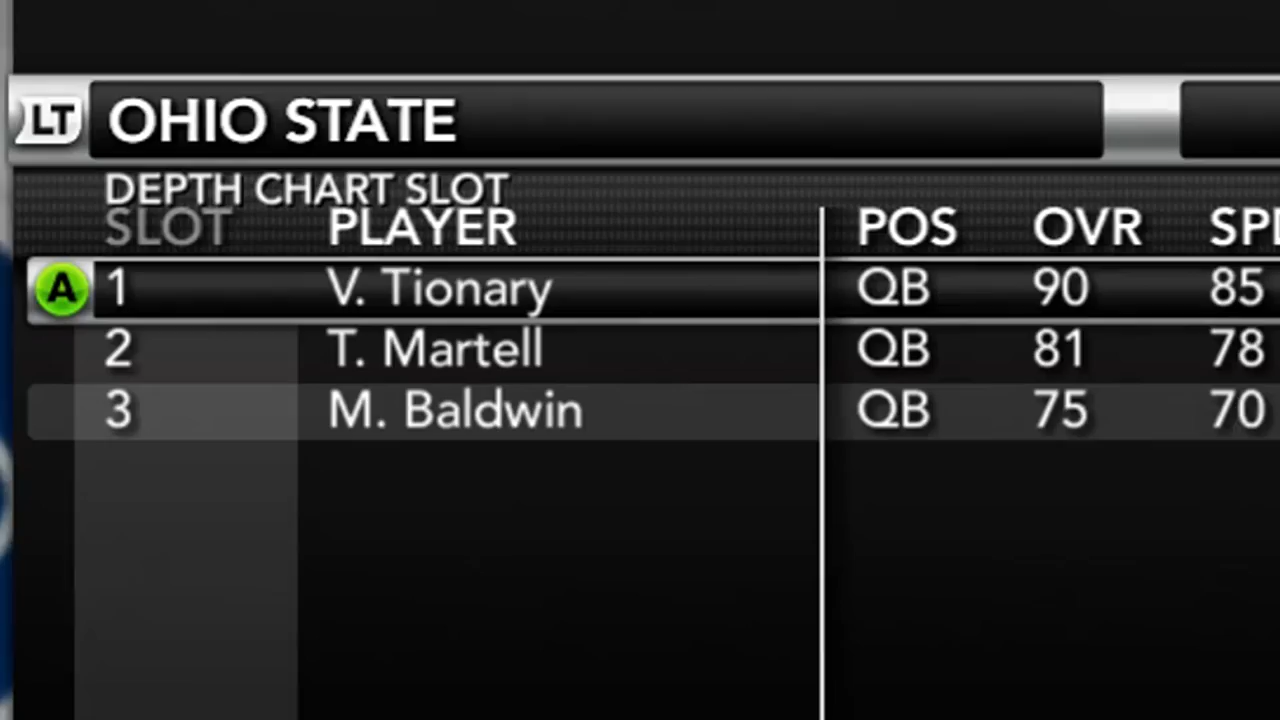 LT OHIO STATE
DEPTH CHART SLOT
SLOT PLAYER POS OVR SP
A 1 V. Tionary QB 90 85
2 T. Martell QB 81 78
3 M. Baldwin QB 75 70